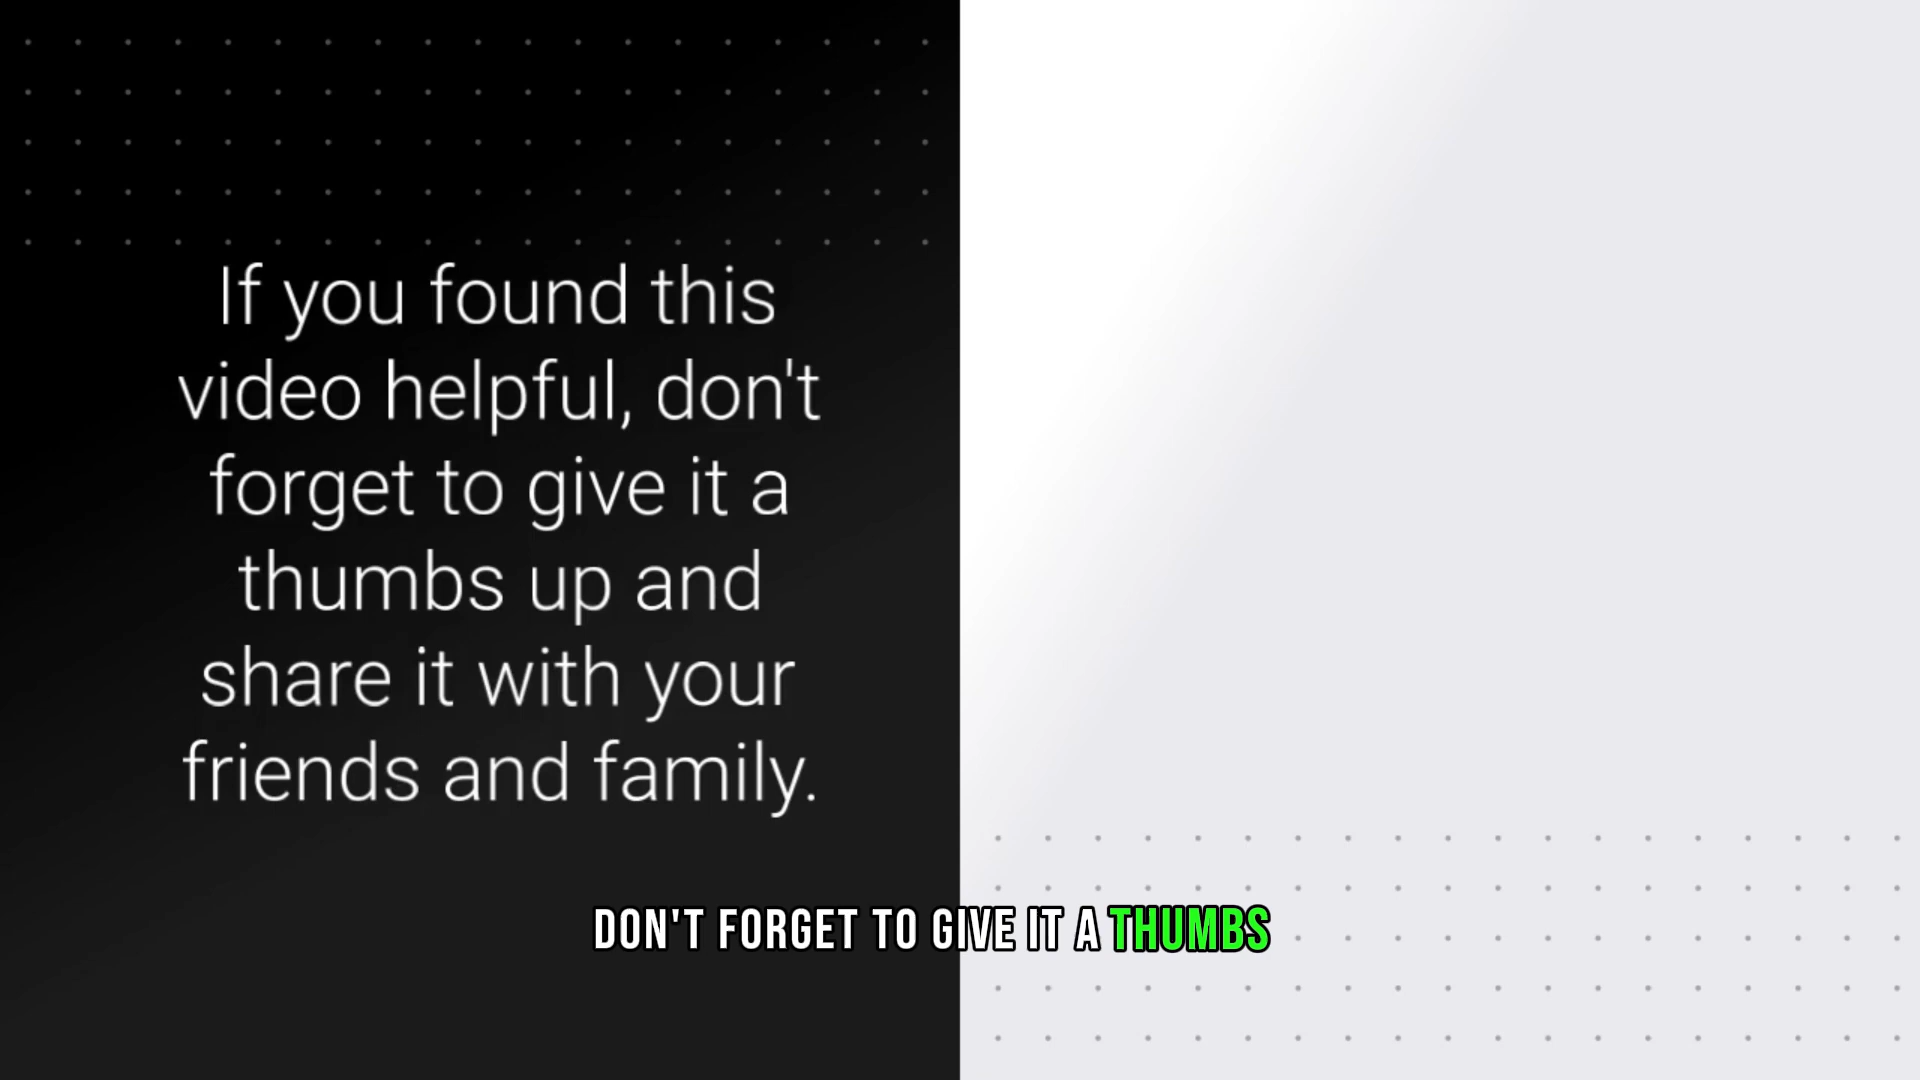 If you found this
video helpful, don't
forget to give it a
thumbs up and
share it with your
friends and family.
DON'T FORGET TO GIVE IT A THUMBS